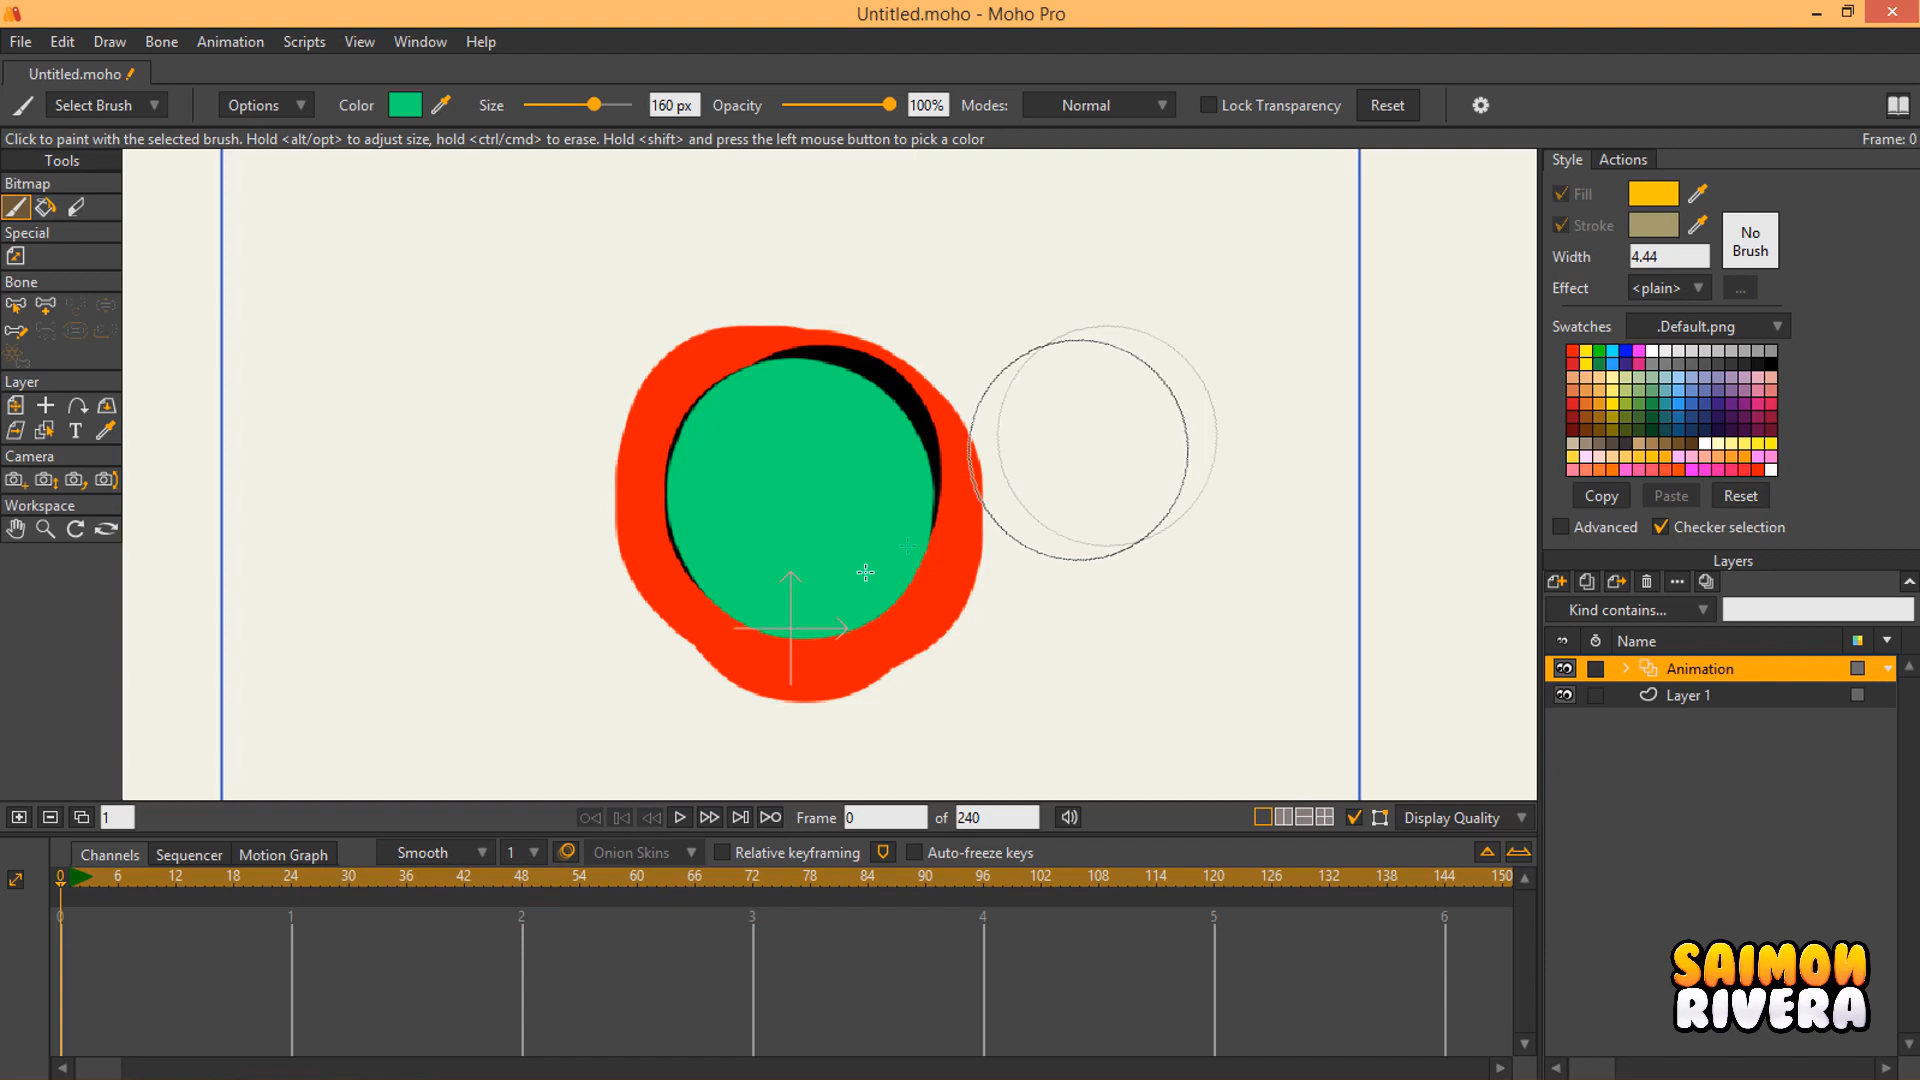 Untitled.moho - Moho Pro
File Edit Draw Bone Animation Scripts View Window Help
Untitled.moho
Select Brush Options Color Size 160 px Opacity 100% Modes: Normal Lock Transparency Reset
Click to paint with the selected brush. Hold <alt/opt> to adjust size, hold <ctrl/cmd> to erase. Hold <shift> and press the left mouse button to pick a color Frame: 0
Tools
Bitmap
Special
Bone
Layer
T
Camera
Workspace
Style Actions
Fill
Stroke
No Brush
Width 4.44
Effect <plain> ...
Swatches .Default.png
Copy Paste Reset
Advanced Checker selection
Layers
Kind contains...
Name
Animation
Layer 1
1 Frame 0 of 240 Display Quality
Channels Sequencer Motion Graph Smooth 1 Onion Skins Relative keyframing Auto-freeze keys
0 6 12 18 24 30 36 42 48 54 60 66 72 78 84 90 96 102 108 114 120 126 132 138 144 150
0 1 2 3 4 5 6
SAIMON
RIVERA